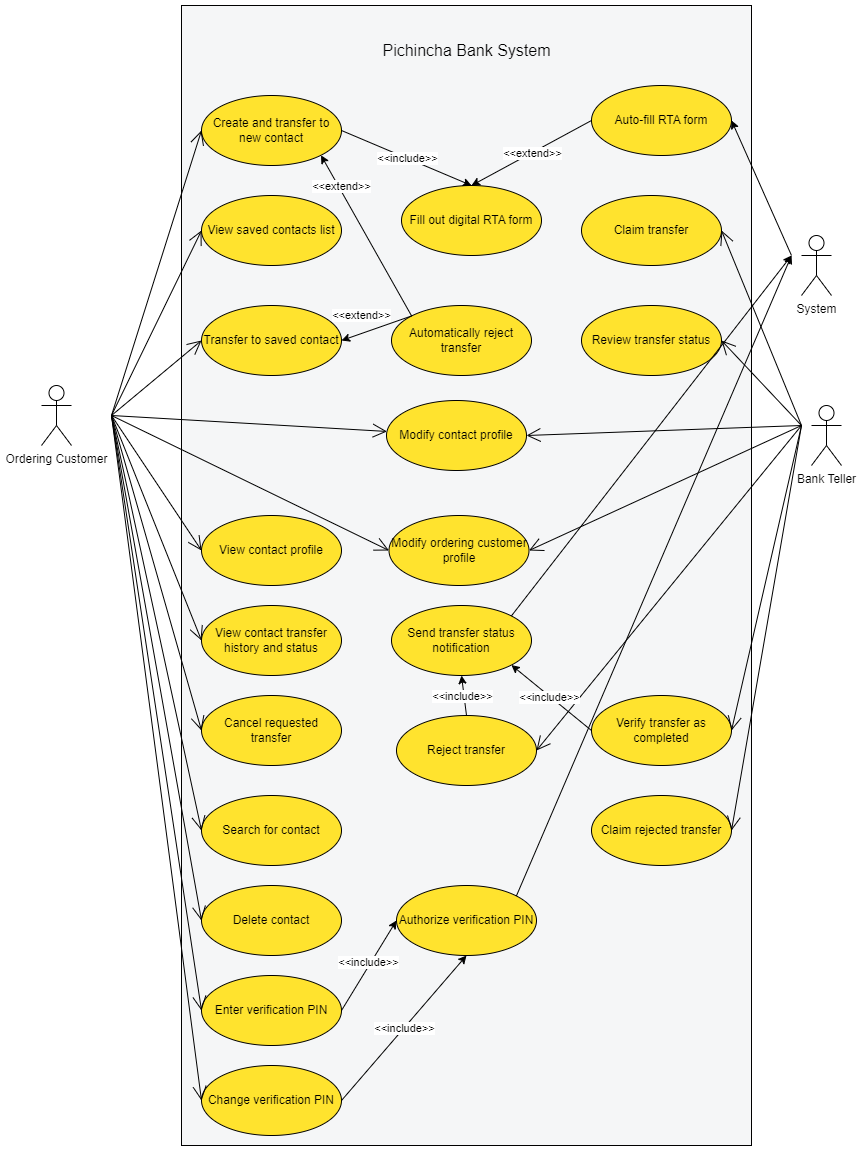 Pichincha Bank System
Create and transfer to
new contact
Auto-fill RTA form
<<include>>
<<extend>>
<<extend>>
View saved contacts list
Fill out digital RTA form
Claim transfer
System
<<extend>>
Transfer to saved contact
Automatically reject
transfer
Review transfer status
Ordering Customer
Modify contact profile
Bank Teller
View contact profile
Modify ordering customer
profile
View contact transfer
history and status
Send transfer status
notification
<<include>>
<<include>>
Cancel requested
transfer
Reject transfer
Verify transfer as
completed
Search for contact
Claim rejected transfer
Delete contact
Authorize verification PIN
<<include>>
Enter verification PIN
<<include>>
Change verification PIN